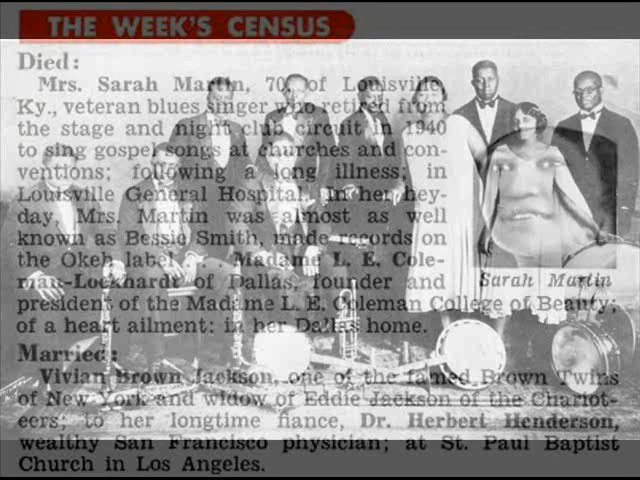 THE WEEK'S CENSUS
Died:
Mrs. Sarah Martin, 70, of Louisville,
Ky., veteran blues singer who retired from
the stage and night club circuit in 1940
to sing gospel songs at churches and con-
ventions; following a long illness; in
Louisville General Hospital. In her hey-
day, Mrs. Martin was almost as well
known as Bessie Smith, made records on
the Okeh label. Madame L. E. Cole-
man-Lockhardt of Dallas, founder and
president of the Madame L. E. Coleman College of Beauty;
of a heart ailment; in her Dallas home.
Sarah Martin
Married:
Vivian Brown Jackson, one of the famed Brown Twins
of New York and widow of Eddie Jackson of the Chariot-
eers; to her longtime fiance, Dr. Herbert Henderson,
wealthy San Francisco physician; at St. Paul Baptist
Church in Los Angeles.